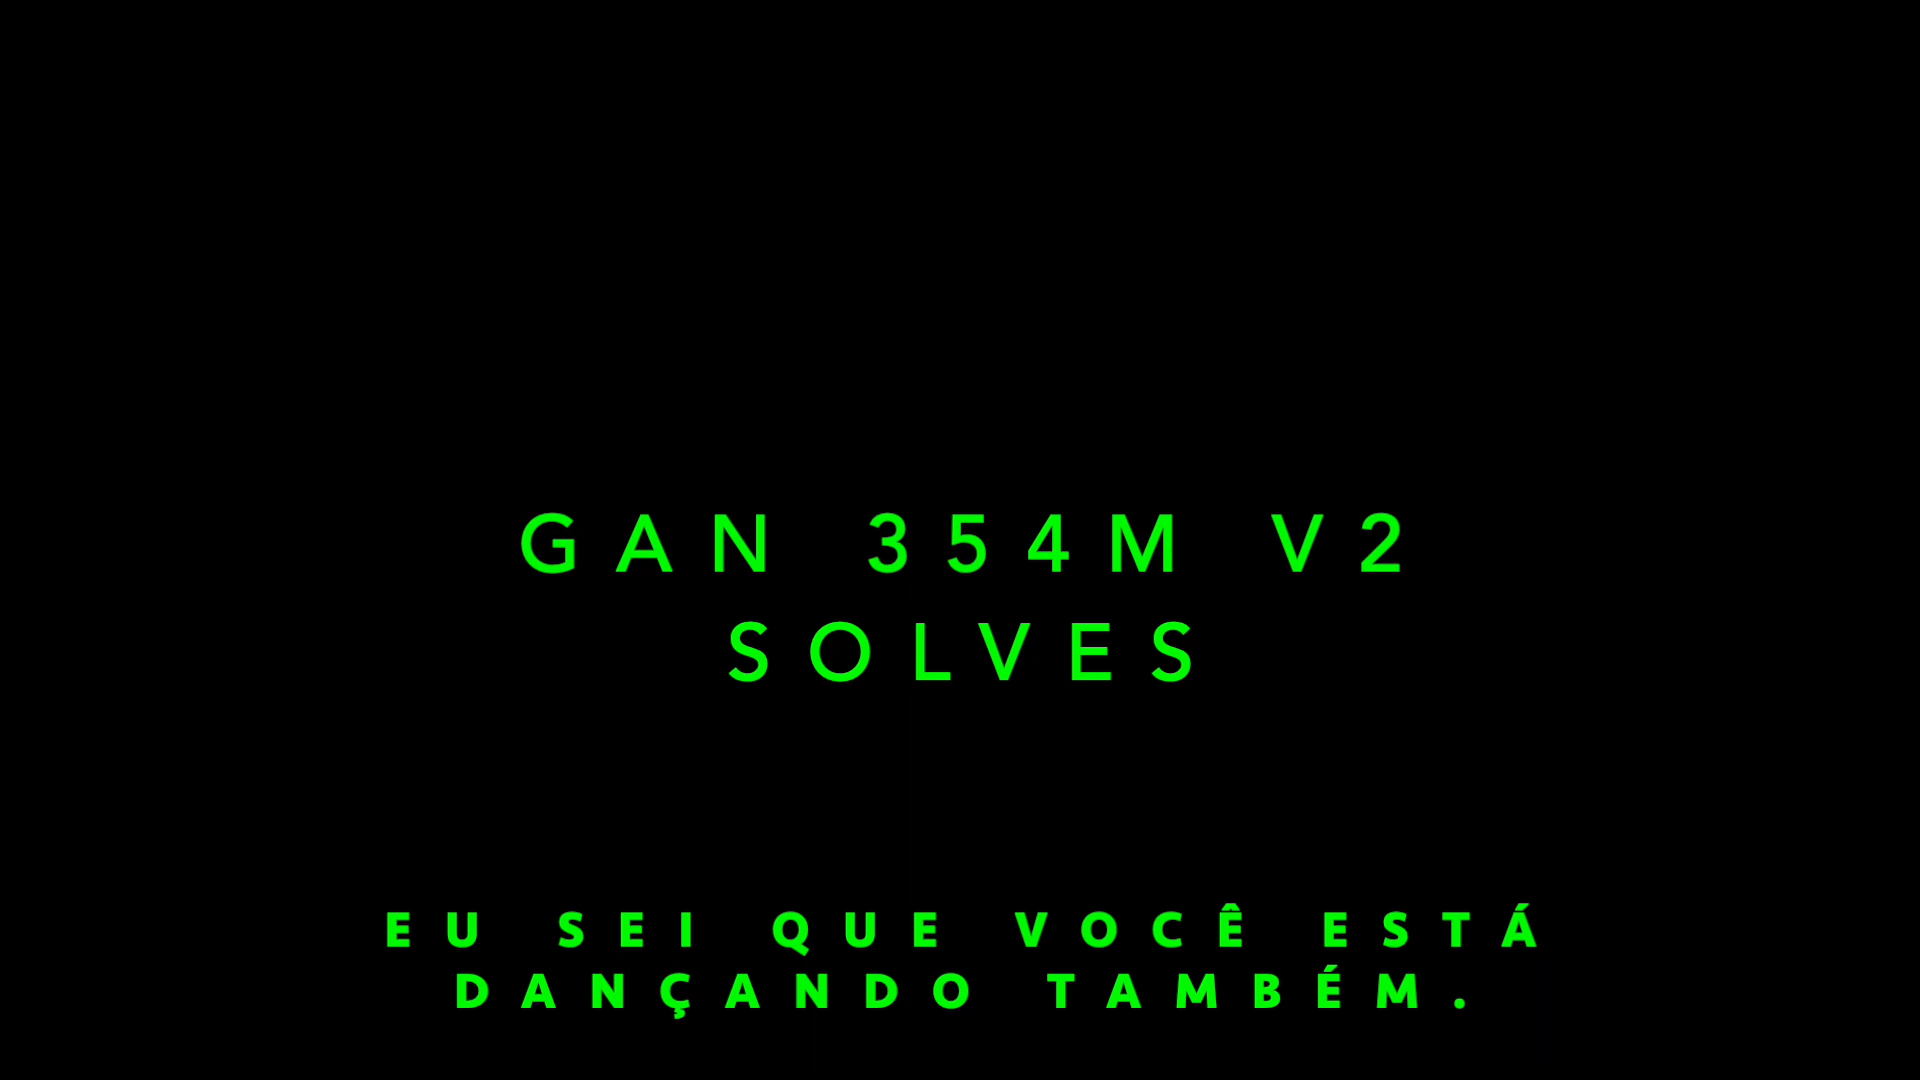 GAN 354M V2
SOLVES
EU SEI QUE VOCÊ ESTÁ
DANÇANDO TAMBÉM.